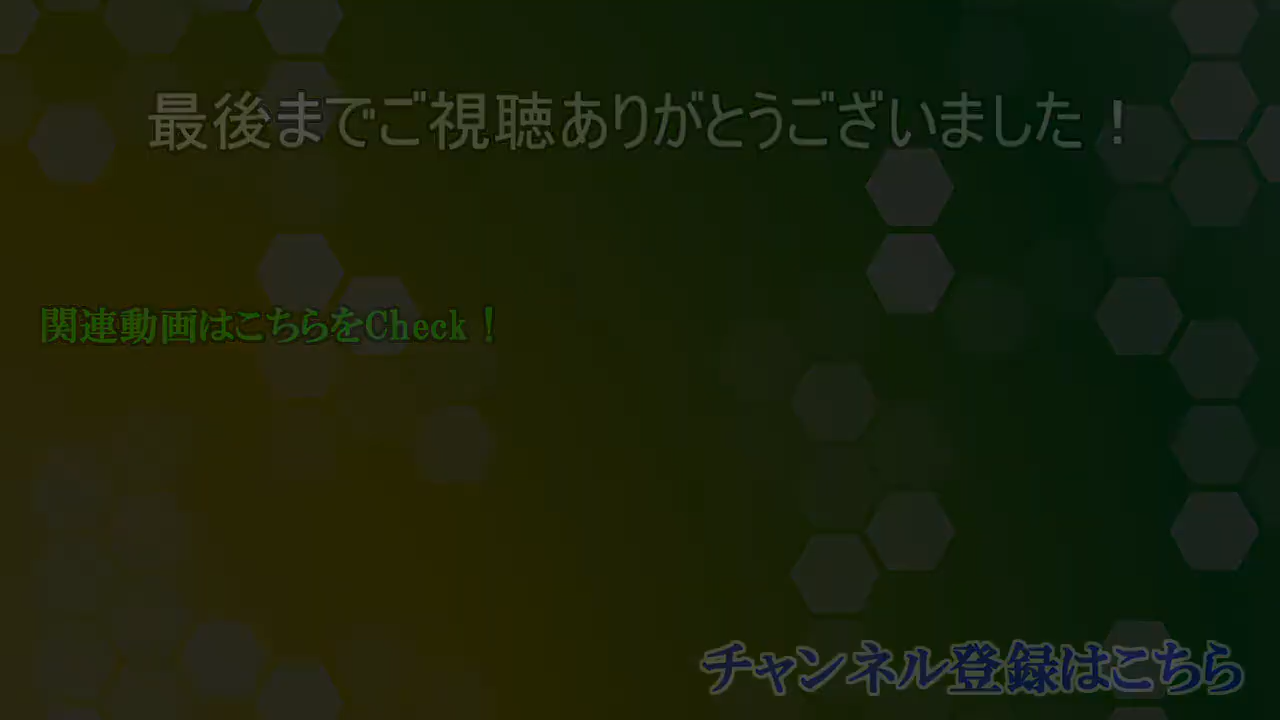 最後までご視聴ありがとうございました！
関連動画はこちらをCheck！
チャンネル登録はこちら